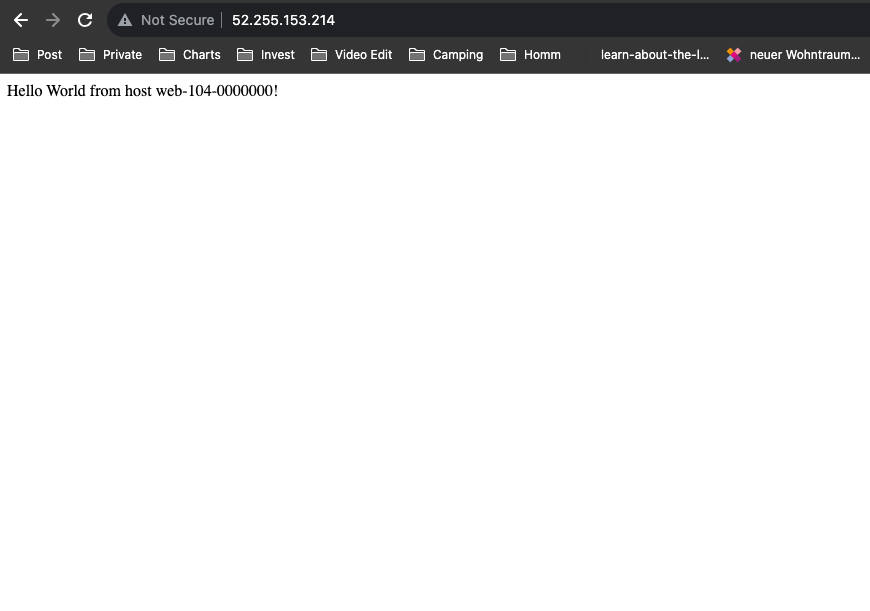 Not Secure 52.255.153.214
Post Private Charts Invest Video Edit Camping Homm learn-about-the-l... neuer Wohntraum...
Hello World from host web-104-0000000!